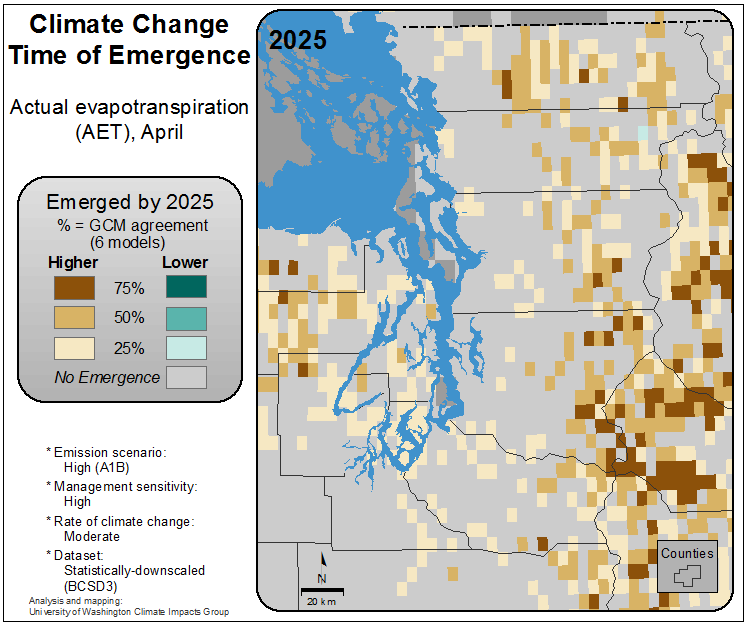 Climate Change
Time of Emergence
Actual evapotranspiration
(AET), April
Emerged by 2025
% = GCM agreement
(6 models)
Higher Lower
75%
50%
25%
No Emergence
* Emission scenario:
High (A1B)
* Management sensitivity:
High
* Rate of climate change:
Moderate
* Dataset:
Statistically-downscaled
(BCSD3)
Analysis and mapping:
University of Washington Climate Impacts Group
2025
N
20 km
Counties